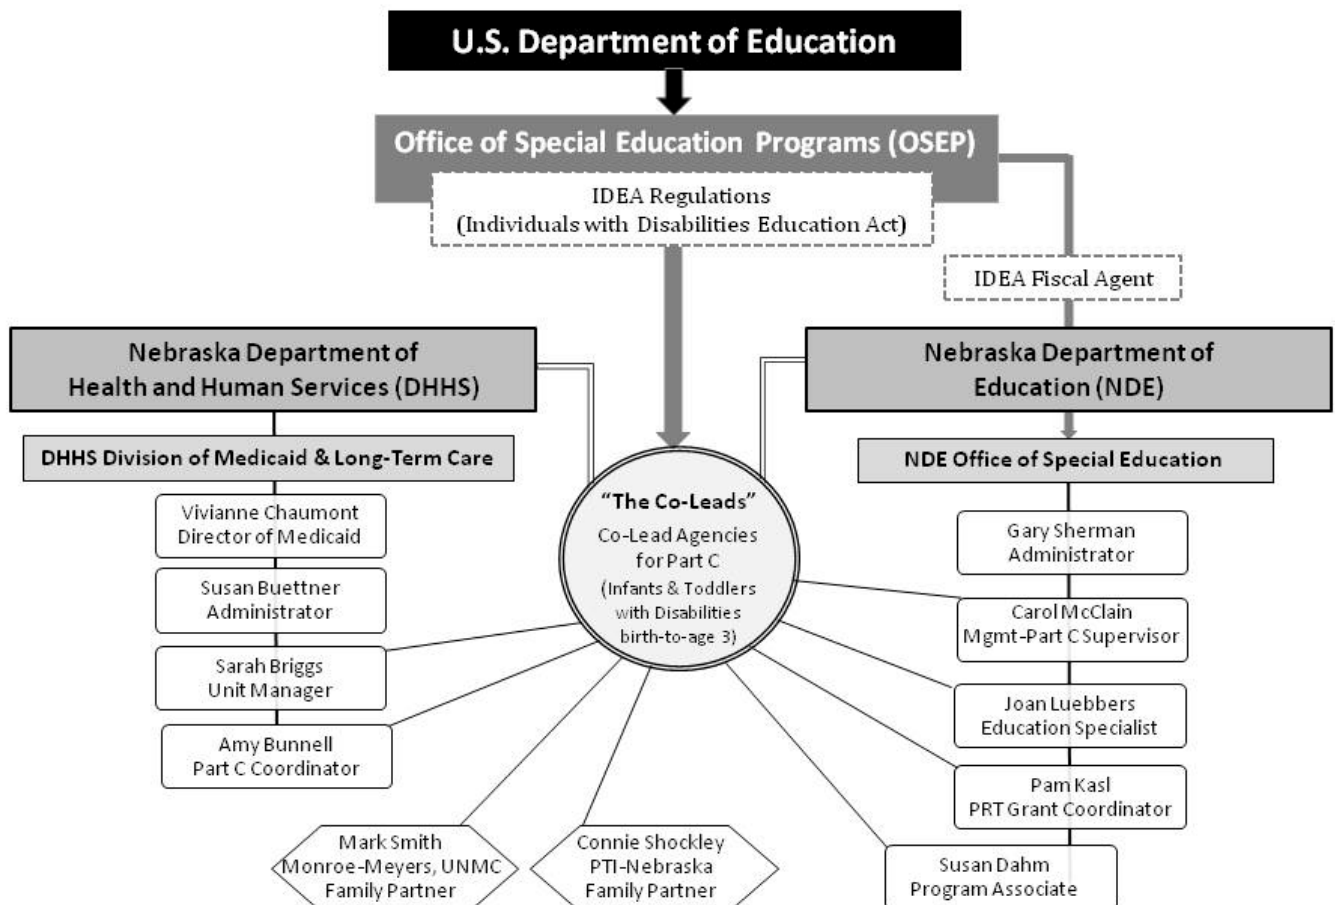 U.S. Department of Education
Office of Special Education Programs (OSEP)
IDEA Regulations
(Individuals with Disabilities Education Act)
IDEA Fiscal Agent
Nebraska Department of
Health and Human Services (DHHS)
Nebraska Department of
Education (NDE)
DHHS Division of Medicaid & Long-Term Care
NDE Office of Special Education
"The Co-Leads"
Co-Lead Agencies
for Part C
(Infants & Toddlers
with Disabilities
birth-to-age 3)
Vivianne Chaumont
Director of Medicaid
Susan Buettner
Administrator
Sarah Briggs
Unit Manager
Amy Bunnell
Part C Coordinator
Gary Sherman
Administrator
Carol McClain
Mgmt-Part C Supervisor
Joan Luebbers
Education Specialist
Pam Kasl
PRT Grant Coordinator
Susan Dahm
Program Associate
Mark Smith
Monroe-Meyers, UNMC
Family Partner
Connie Shockley
PTI-Nebraska
Family Partner